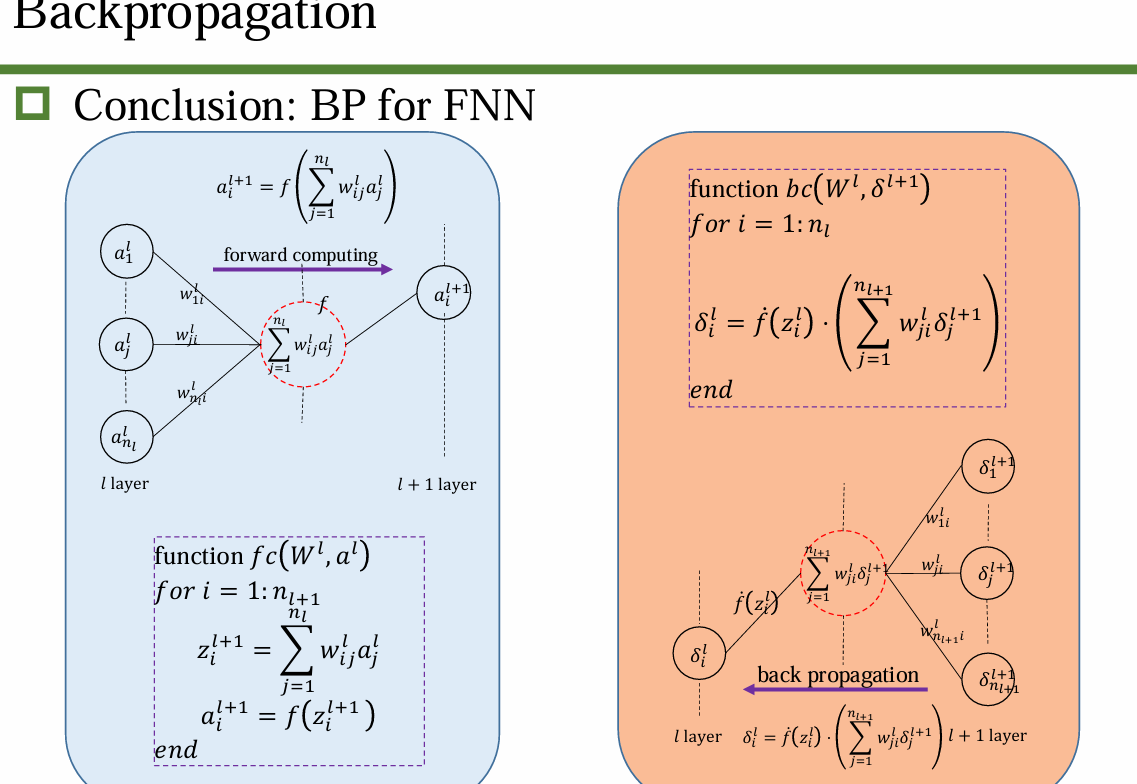 Backpropagation
Conclusion: BP for FNN
a_i^{l+1} = f(∑_{j=1}^{n_l} w_{ij}^l a_j^l)
forward computing
a_1^l
a_j^l
a_{n_l}^l
w_{1i}^l
w_{ji}^l
w_{n_l i}^l
f
∑_{j=1}^{n_l} w_{ij}^l a_j^l
a_i^{l+1}
l layer
l + 1 layer
function fc(W^l, a^l)
for i = 1: n_{l+1}
z_i^{l+1} = ∑_{j=1}^{n_l} w_{ij}^l a_j^l
a_i^{l+1} = f(z_i^{l+1})
end
function bc(W^l, δ^{l+1})
for i = 1: n_l
δ_i^l = ḟ(z_i^l) · (∑_{j=1}^{n_{l+1}} w_{ji}^l δ_j^{l+1})
end
δ_1^{l+1}
w_{1i}^l
∑_{j=1}^{n_{l+1}} w_{ji}^l δ_j^{l+1}
w_{ji}^l
δ_j^{l+1}
ḟ(z_i^l)
w_{n_{l+1} i}^l
δ_i^l
δ_{n_{l+1}}^{l+1}
back propagation
l layer
δ_i^l = ḟ(z_i^l) · (∑_{j=1}^{n_{l+1}} w_{ji}^l δ_j^{l+1})
l + 1 layer